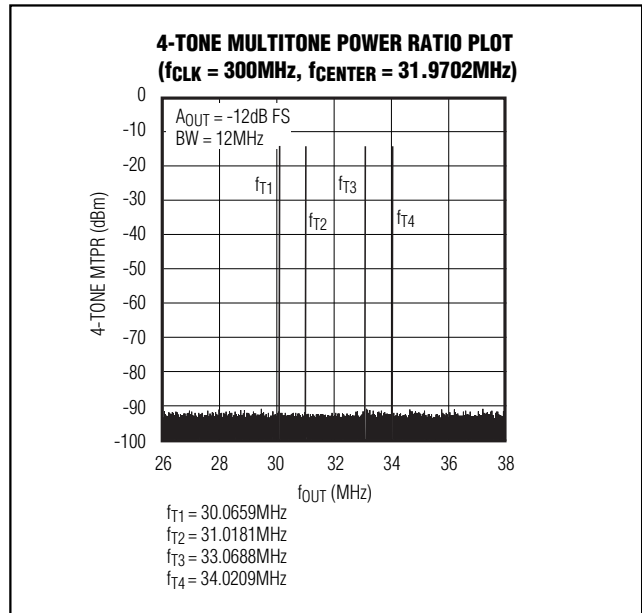 4-TONE MULTITONE POWER RATIO PLOT
(fCLK = 300MHz, fCENTER = 31.9702MHz)
AOUT = -12dB FS
BW = 12MHz
fT1
fT2
fT3
fT4
4-TONE MTPR (dBm)
0
-10
-20
-30
-40
-50
-60
-70
-80
-90
-100
26
28
30
32
34
36
38
fOUT (MHz)
fT1 = 30.0659MHz
fT2 = 31.0181MHz
fT3 = 33.0688MHz
fT4 = 34.0209MHz